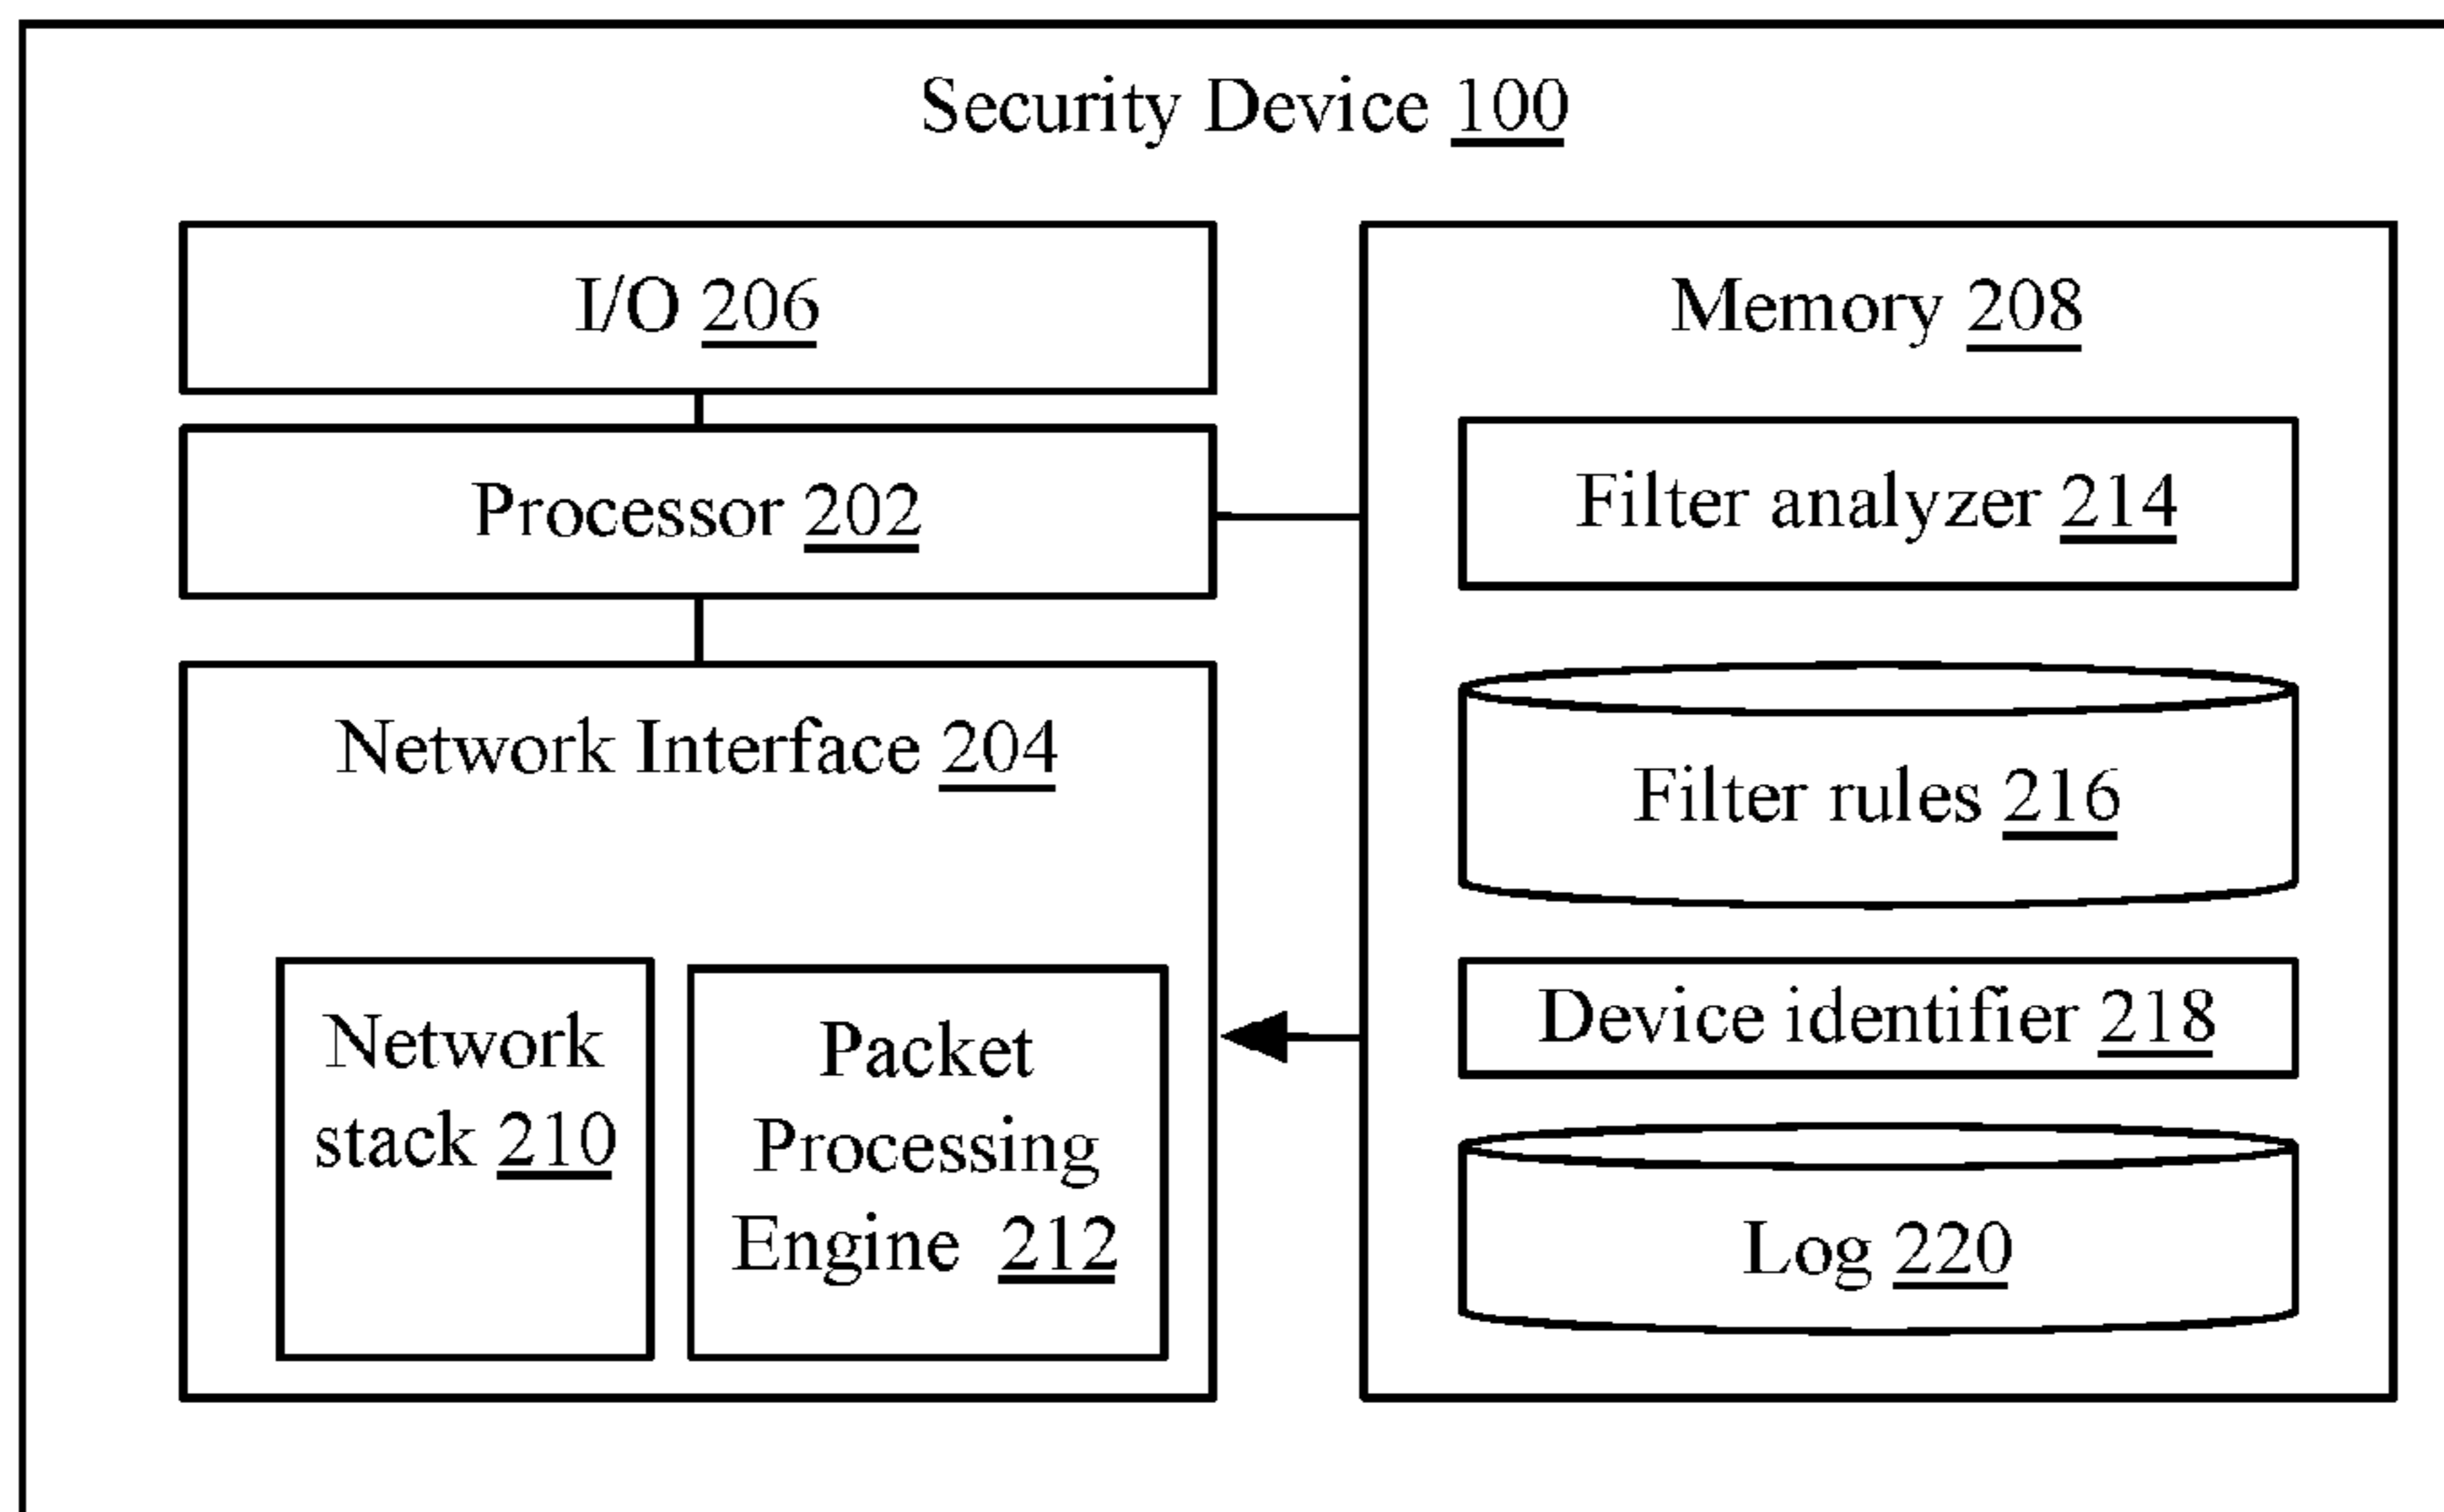 Security Device 100
I/O 206
Processor 202
Network Interface 204
Network
stack 210
Packet
Processing
Engine 212
Memory 208
Filter analyzer 214
Filter rules 216
Device identifier 218
Log 220